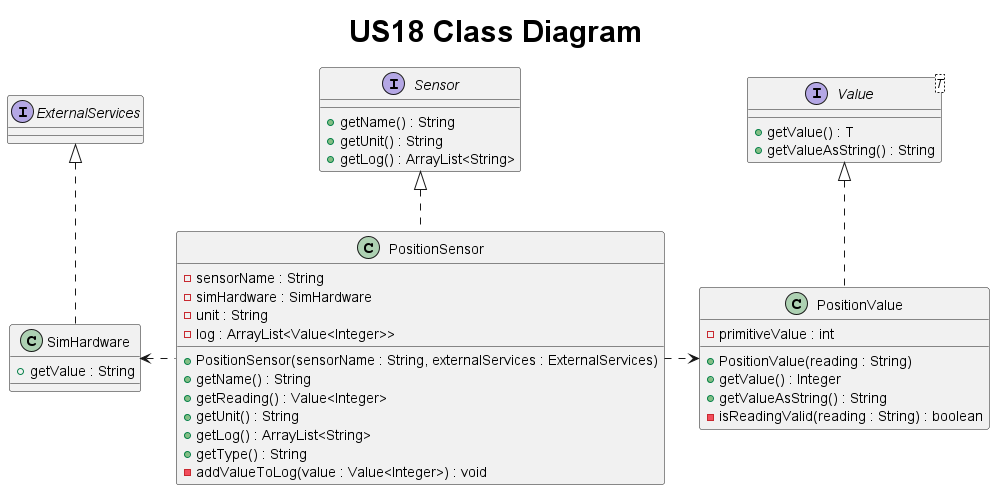 US18 Class Diagram
I ExternalServices
I Sensor
getName() : String
getUnit() : String
getLog() : ArrayList<String>
I Value T
getValue() : T
getValueAsString() : String
C SimHardware
getValue : String
C PositionSensor
sensorName : String
simHardware : SimHardware
unit : String
log : ArrayList<Value<Integer>>
PositionSensor(sensorName : String, externalServices : ExternalServices)
getName() : String
getReading() : Value<Integer>
getUnit() : String
getLog() : ArrayList<String>
getType() : String
addValueToLog(value : Value<Integer>) : void
C PositionValue
primitiveValue : int
PositionValue(reading : String)
getValue() : Integer
getValueAsString() : String
isReadingValid(reading : String) : boolean